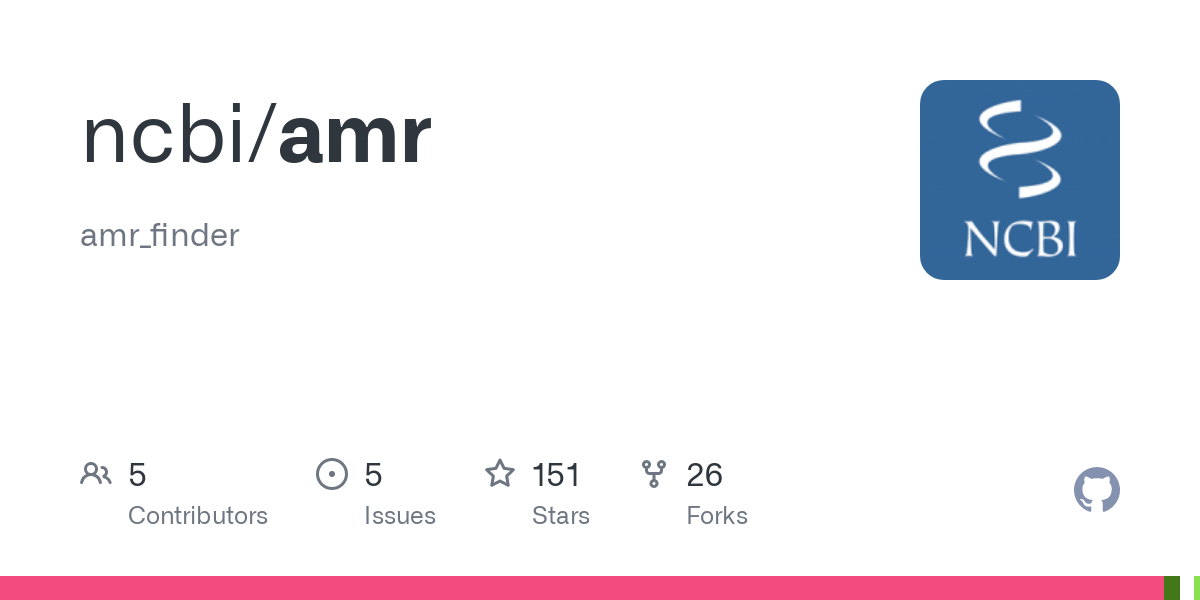 ncbi/amr
NCBI
amr_finder
5
Contributors
5
Issues
151
Stars
26
Forks